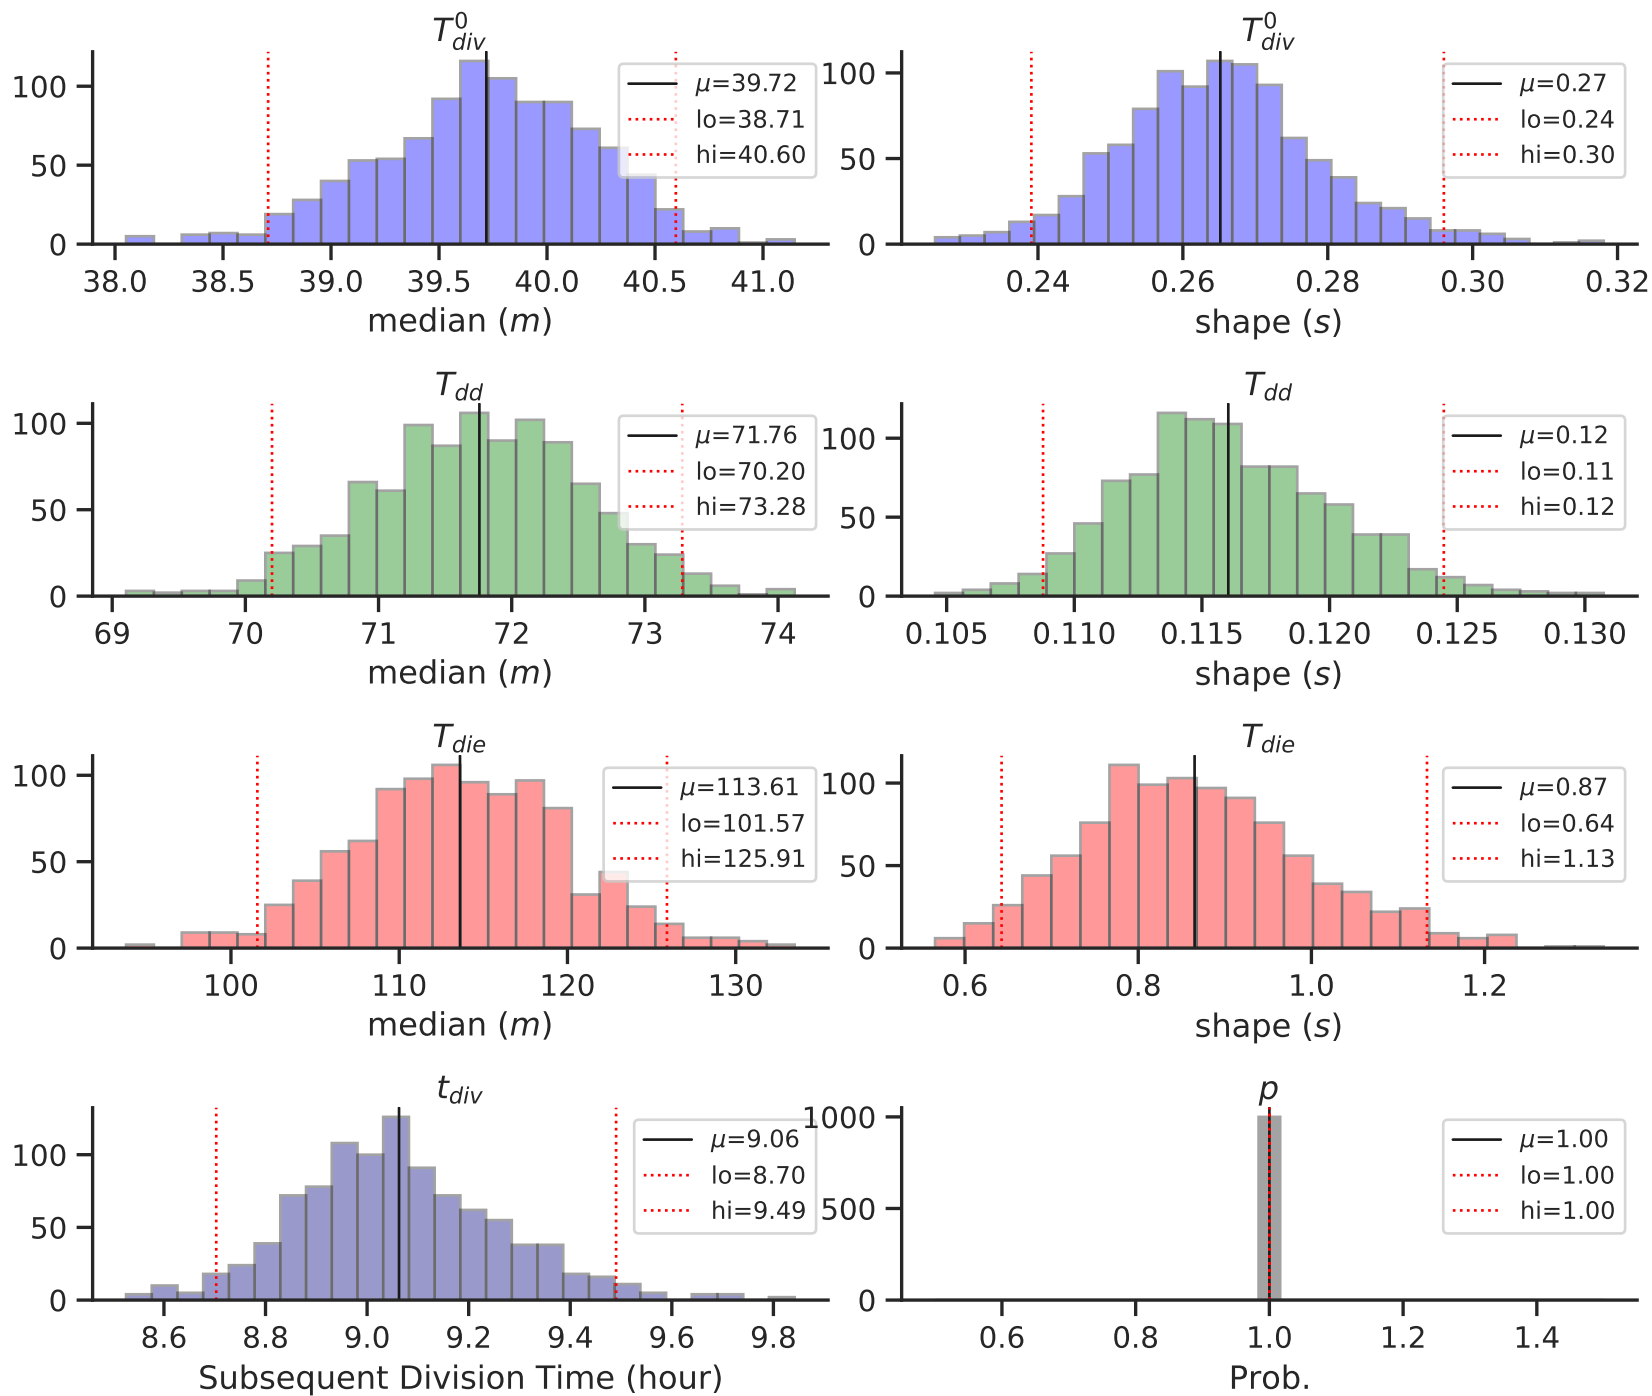 T⁰div
100
50
0
μ=39.72
lo=38.71
hi=40.60
38.0 38.5 39.0 39.5 40.0 40.5 41.0
median (m)
T⁰div
100
50
0
μ=0.27
lo=0.24
hi=0.30
0.24 0.26 0.28 0.30 0.32
shape (s)
Tdd
100
50
0
μ=71.76
lo=70.20
hi=73.28
69 70 71 72 73 74
median (m)
Tdd
100
50
0
μ=0.12
lo=0.11
hi=0.12
0.105 0.110 0.115 0.120 0.125 0.130
shape (s)
Tdie
100
50
0
μ=113.61
lo=101.57
hi=125.91
100 110 120 130
median (m)
Tdie
100
50
0
μ=0.87
lo=0.64
hi=1.13
0.6 0.8 1.0 1.2
shape (s)
tdiv
100
50
0
μ=9.06
lo=8.70
hi=9.49
8.6 8.8 9.0 9.2 9.4 9.6 9.8
Subsequent Division Time (hour)
p
1000
500
0
μ=1.00
lo=1.00
hi=1.00
0.6 0.8 1.0 1.2 1.4
Prob.